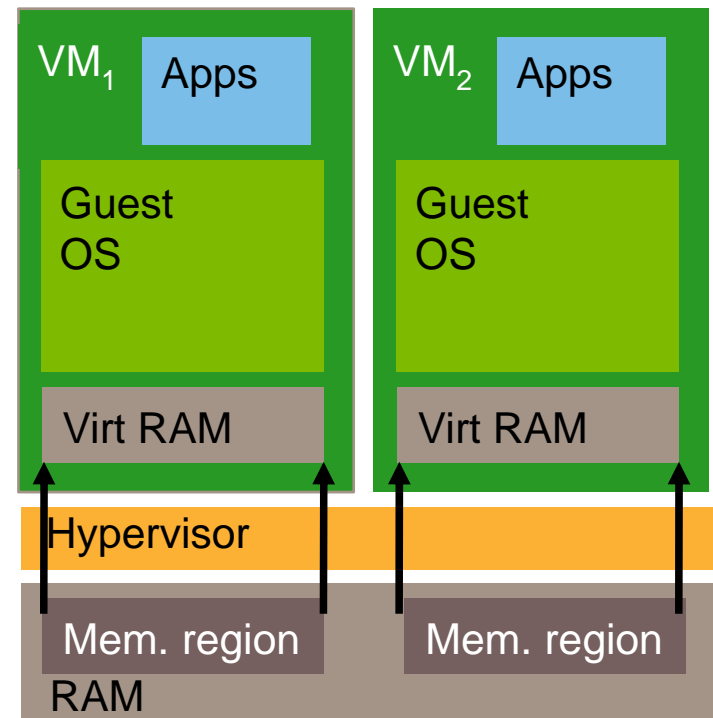 VM₁
Apps
Guest
OS
Virt RAM
VM₂
Apps
Guest
OS
Virt RAM
Hypervisor
Mem. region
Mem. region
RAM